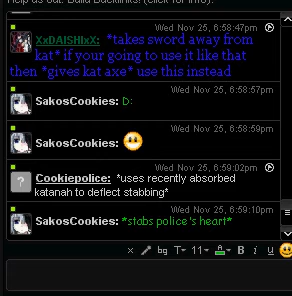 Help us out. Build Backlinks! (click for info).
Wed Nov 25, 6:58:47pm
XxDAISHIxX: *takes sword away from
kat* if your going to use it like that
then *gives kat axe* use this instead
Wed Nov 25, 6:58:57pm
SakosCookies: D:
Wed Nov 25, 6:58:59pm
SakosCookies:
Wed Nov 25, 6:59:02pm
Cookiepolice: *uses recently absorbed
katanah to deflect stabbing*
Wed Nov 25, 6:59:10pm
SakosCookies: *stabs police's heart*
× bg T 11 A B i u